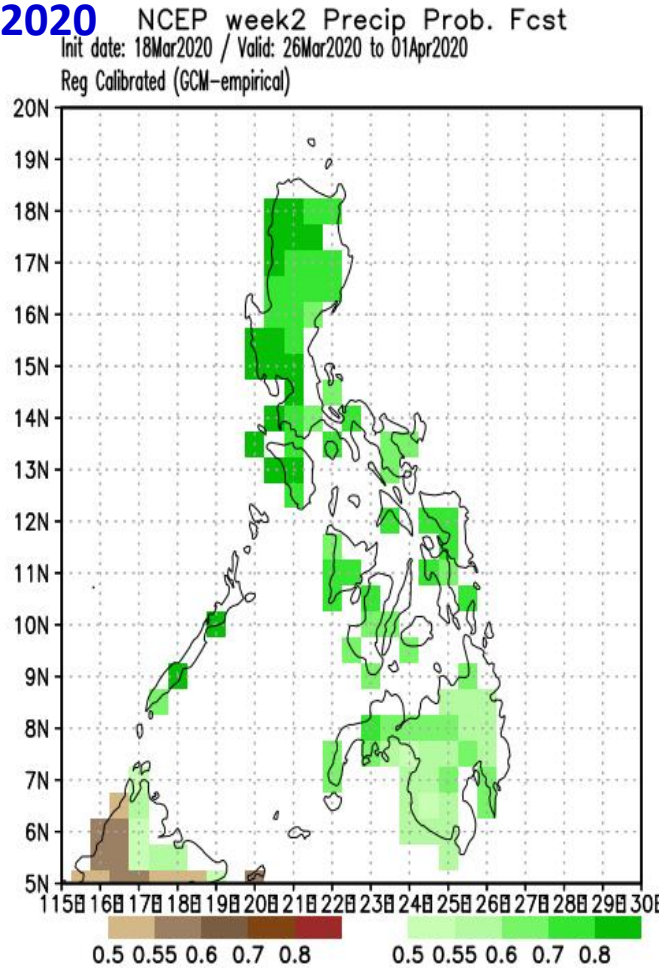 2020
NCEP week2 Precip Prob. Fcst
Init date: 18Mar2020 / Valid: 26Mar2020 to 01Apr2020
Reg Calibrated (GCM-empirical)
20N
19N
18N
17N
16N
15N
14N
13N
12N
11N
10N
9N
8N
7N
6N
5N
0.5 0.55 0.6 0.7 0.8
0.5 0.55 0.6 0.7 0.8